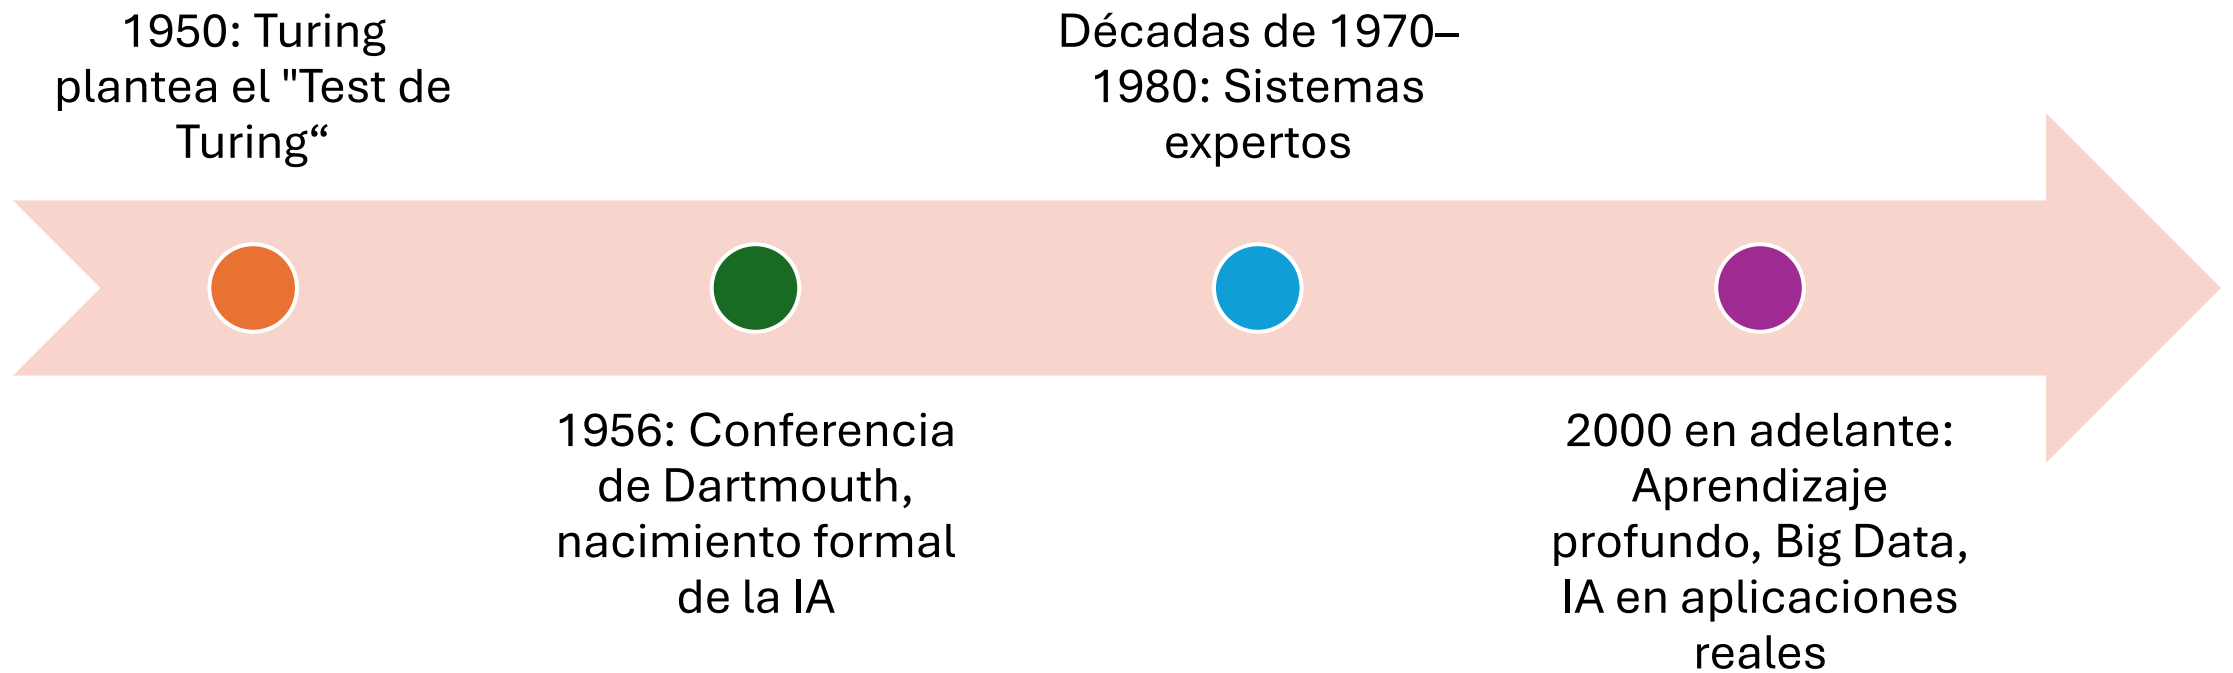 1950: Turing
plantea el "Test de
Turing“
1956: Conferencia
de Dartmouth,
nacimiento formal
de la IA
Décadas de 1970–
1980: Sistemas
expertos
2000 en adelante:
Aprendizaje
profundo, Big Data,
IA en aplicaciones
reales